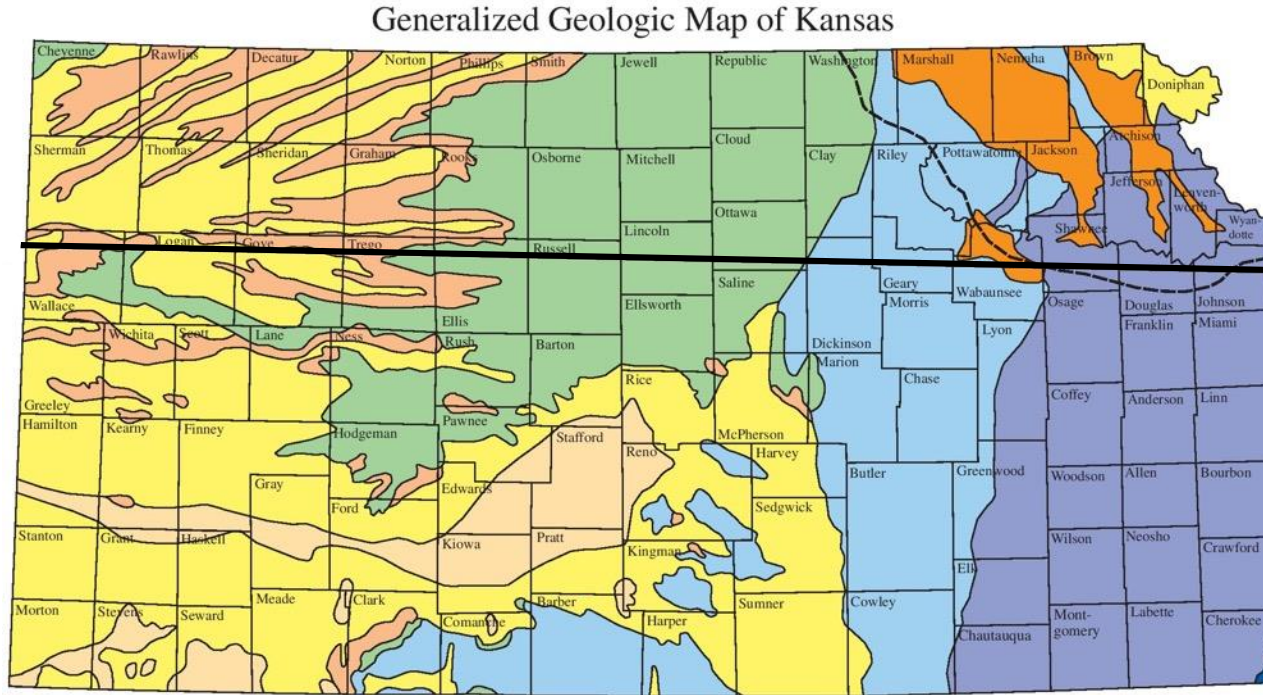 Generalized Geologic Map of Kansas
Cheyenne
Rawlins
Decatur
Norton
Phillips
Smith
Jewell
Republic
Washington
Marshall
Nemaha
Brown
Doniphan
Sherman
Thomas
Sheridan
Graham
Rooks
Osborne
Mitchell
Cloud
Clay
Riley
Pottawatomie
Jackson
Atchison
Jefferson
Leaven-
worth
Wyan-
dotte
Ottawa
Lincoln
Shawnee
Logan
Gove
Trego
Russell
Saline
Geary
Wabaunsee
Wallace
Ellis
Ellsworth
Morris
Osage
Douglas
Johnson
Wichita
Scott
Lane
Ness
Rush
Barton
Dickinson
Lyon
Franklin
Miami
Rice
Marion
Chase
Greeley
Pawnee
McPherson
Coffey
Anderson
Linn
Hamilton
Kearny
Finney
Hodgeman
Stafford
Reno
Harvey
Butler
Greenwood
Woodson
Allen
Bourbon
Gray
Ford
Edwards
Sedgwick
Stanton
Grant
Haskell
Kiowa
Pratt
Kingman
Wilson
Neosho
Crawford
Elk
Morton
Stevens
Seward
Meade
Clark
Comanche
Barber
Harper
Sumner
Cowley
Chautauqua
Mont-
gomery
Labette
Cherokee